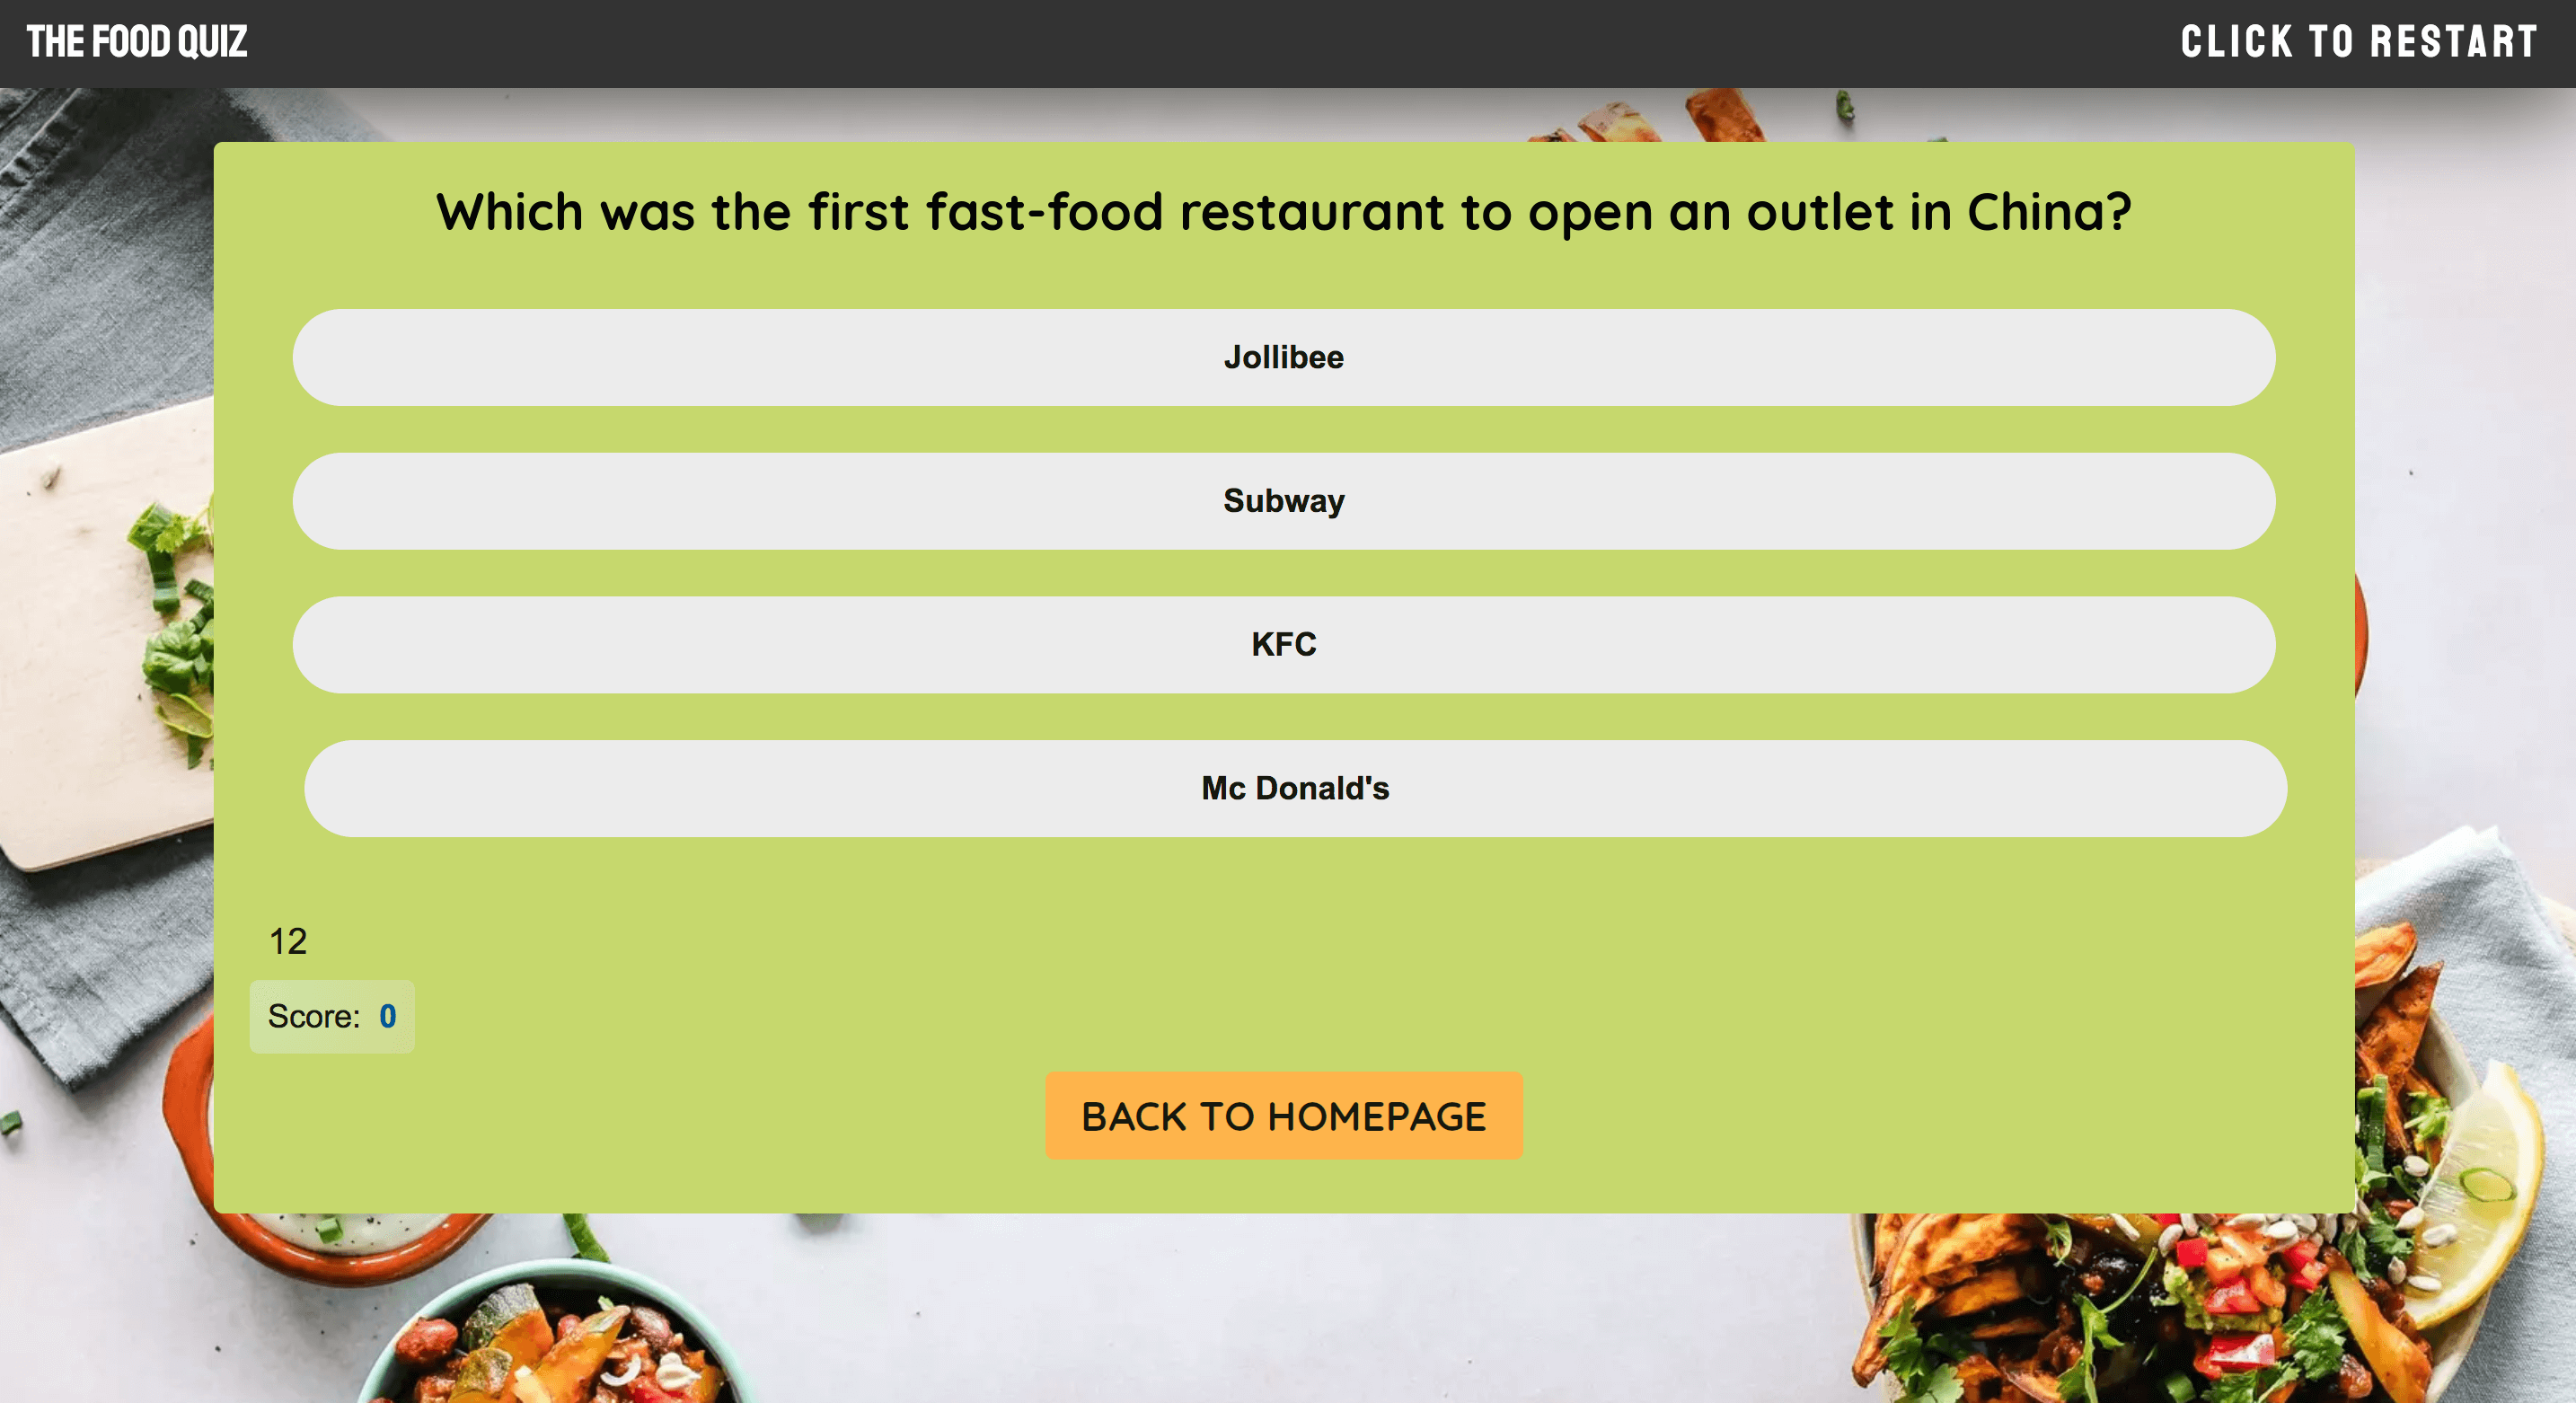 THE FOOD QUIZ
CLICK TO RESTART
Which was the first fast-food restaurant to open an outlet in China?
Jollibee
Subway
KFC
Mc Donald's
12
Score: 0
BACK TO HOMEPAGE